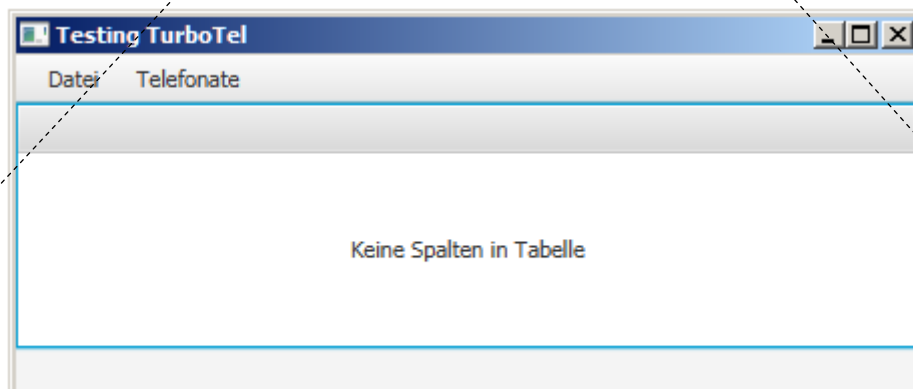 Testing TurboTel
Datei Telefonate
Keine Spalten in Tabelle